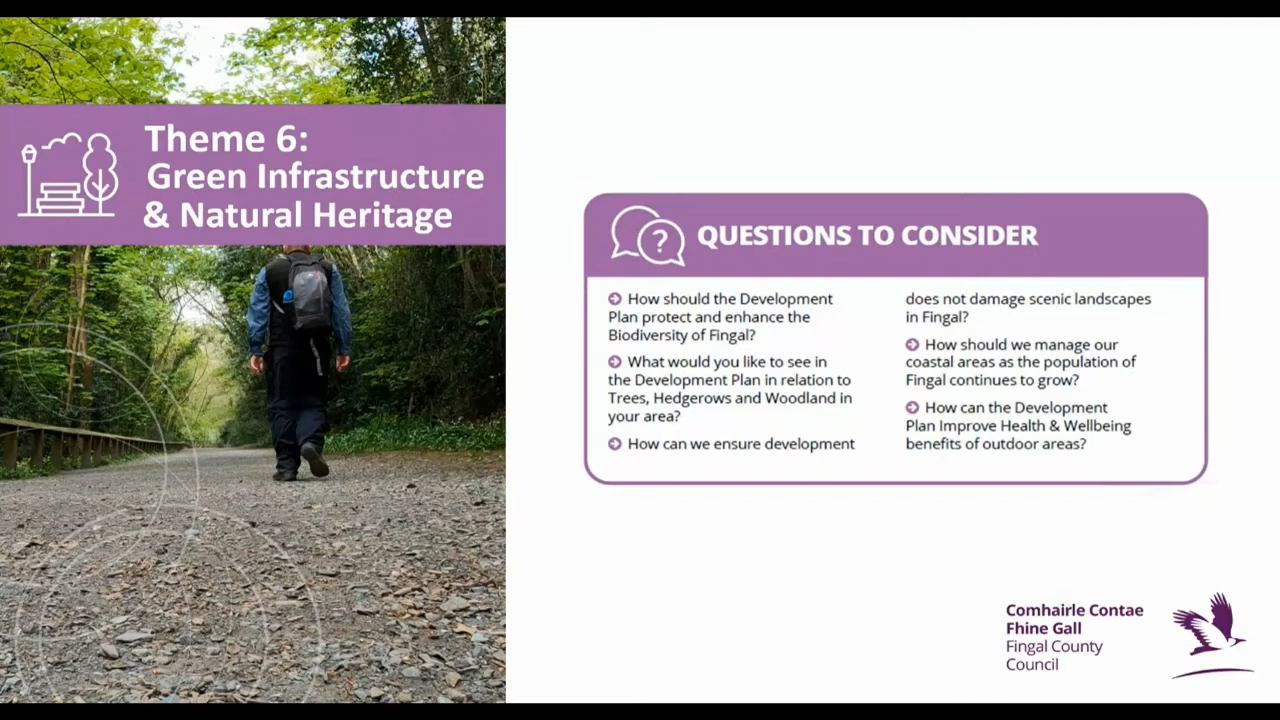 Theme 6:
Green Infrastructure
& Natural Heritage
?
QUESTIONS TO CONSIDER
How should the Development
Plan protect and enhance the
Biodiversity of Fingal?
What would you like to see in
the Development Plan in relation to
Trees, Hedgerows and Woodland in
your area?
How can we ensure development
does not damage scenic landscapes
in Fingal?
How should we manage our
coastal areas as the population of
Fingal continues to grow?
How can the Development
Plan Improve Health & Wellbeing
benefits of outdoor areas?
Comhairle Contae
Fhine Gall
Fingal County
Council